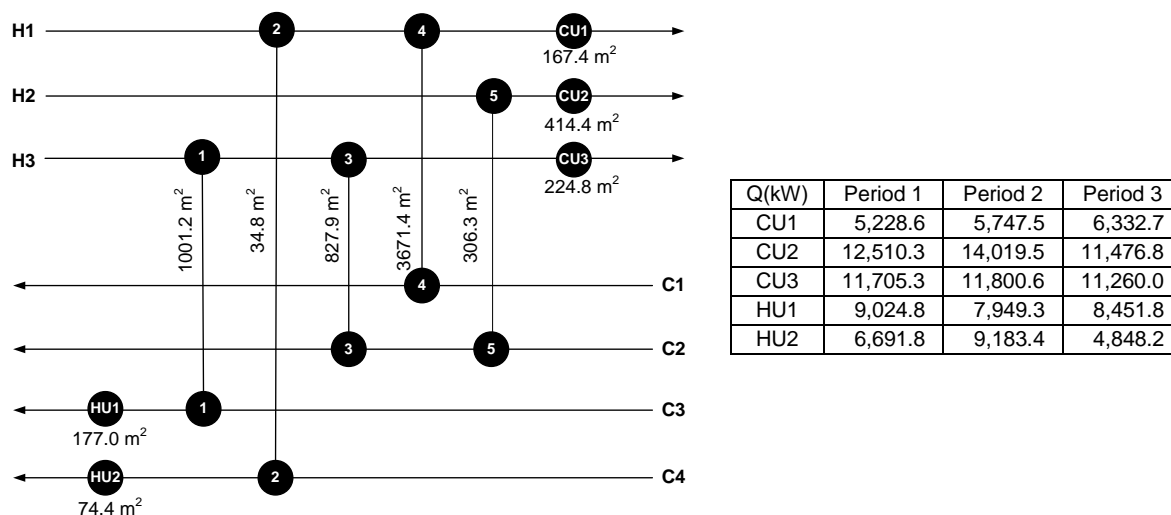 H1 2 4 CU1
167.4 m²
H2 5 CU2
414.4 m²
H3 1 3 CU3
224.8 m²
1001.2 m²
34.8 m²
827.9 m²
3671.4 m²
306.3 m²
4 C1
3 5 C2
HU1 1 C3
177.0 m²
HU2 2 C4
74.4 m²
Q(kW) Period 1 Period 2 Period 3
CU1 5,228.6 5,747.5 6,332.7
CU2 12,510.3 14,019.5 11,476.8
CU3 11,705.3 11,800.6 11,260.0
HU1 9,024.8 7,949.3 8,451.8
HU2 6,691.8 9,183.4 4,848.2